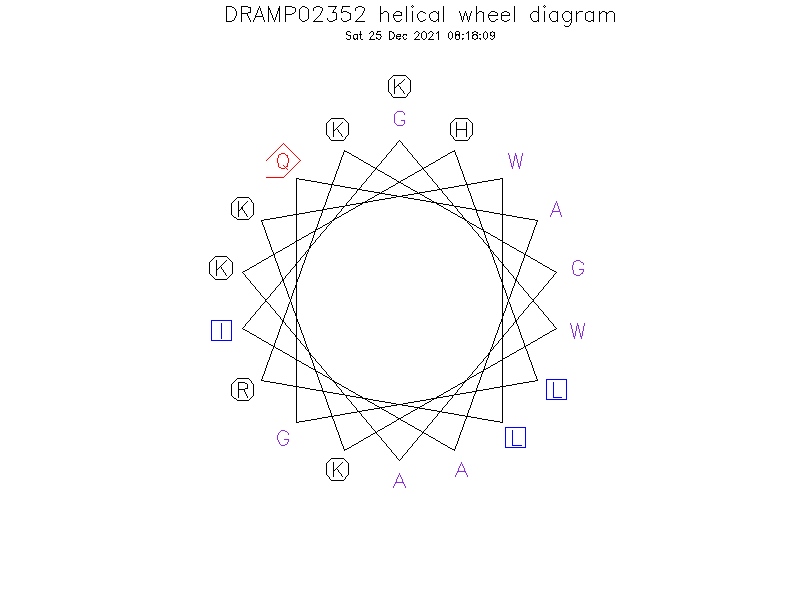 DRAMP02352 helical wheel diagram
Sat 25 Dec 2021 08:18:09
K
G
K H
Q W
K A
K G
I W
R L
G L
K A
A